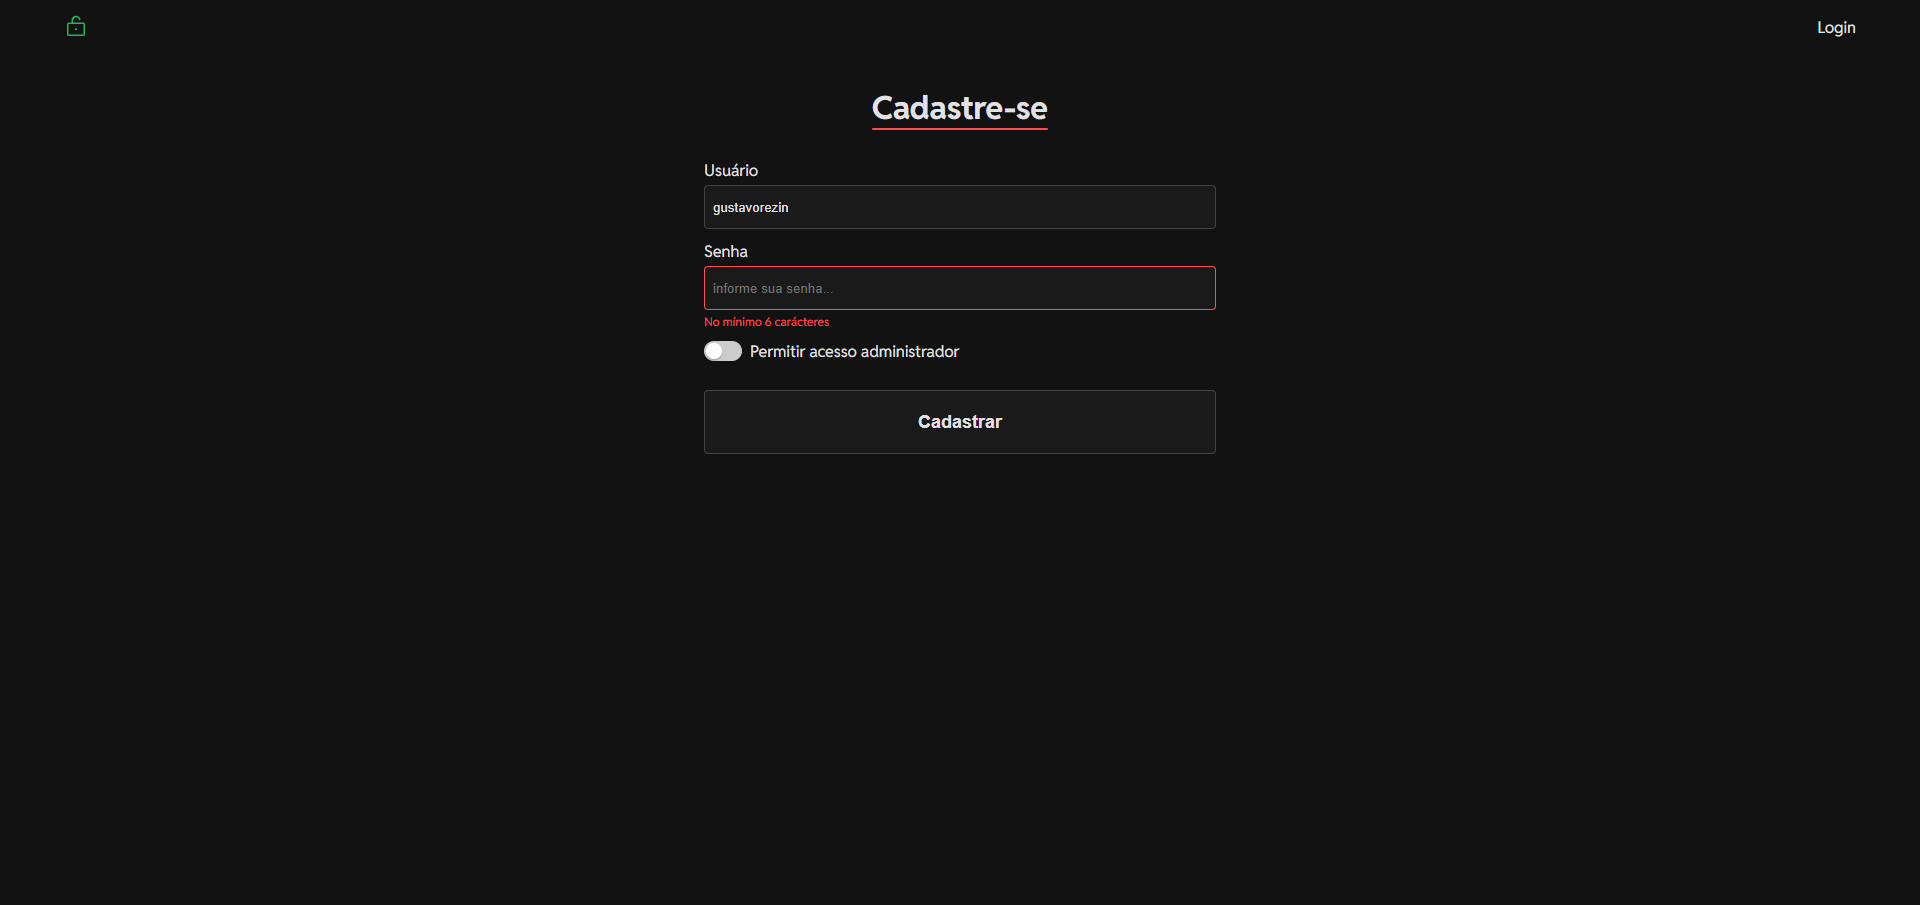 Login
Cadastre-se
Usuário
gustavorezin
Senha
informe sua senha...
No mínimo 6 carácteres
Permitir acesso administrador
Cadastrar